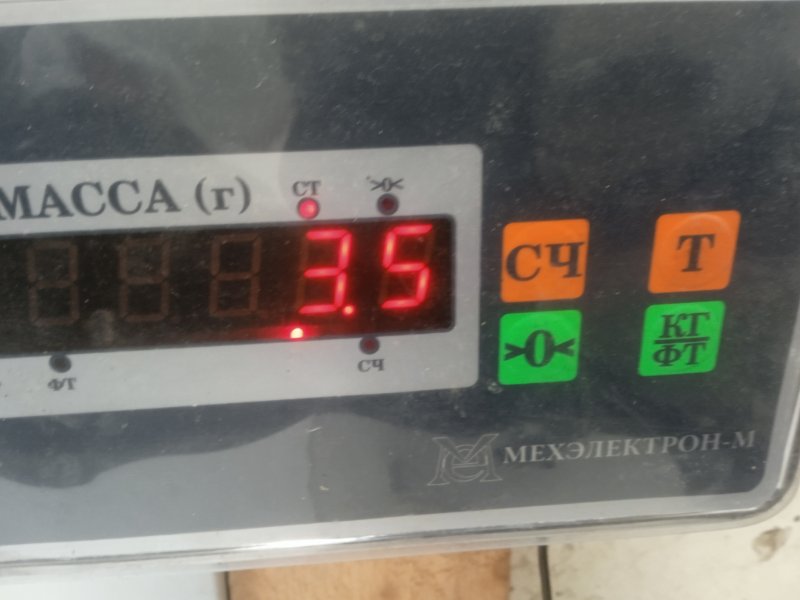 МАССА (г)
СТ
>0<
3.5
ФТ
СЧ
СЧ
Т
>0<
КГ
ФТ
МЕХЭЛЕКТРОН-М